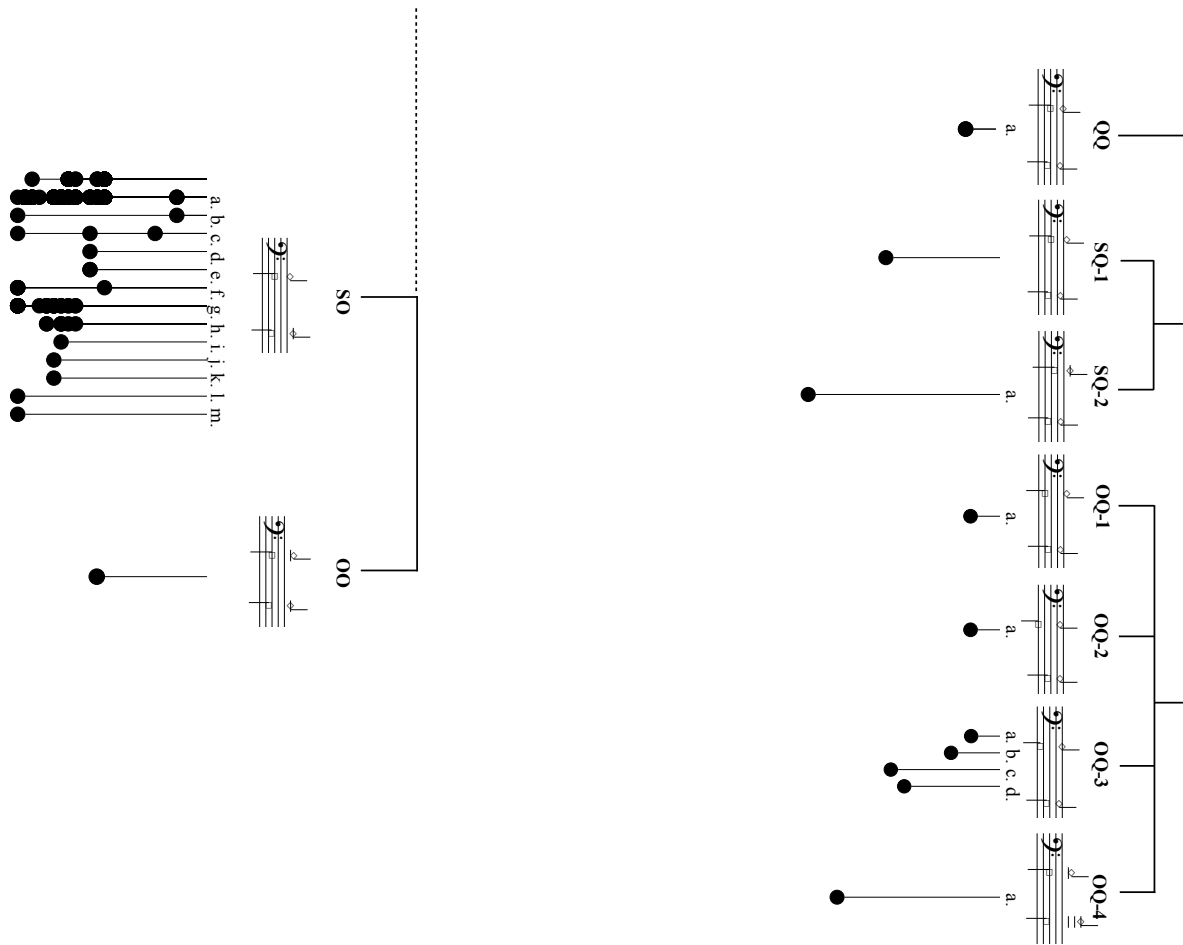 QQ
a.
SQ-1
SQ-2
a.
OQ-1
a.
OQ-2
a.
OQ-3
a. b. c. d.
OQ-4
a.
SO
a. b. c. d. e. f. g. h. i. j. k. l. m.
OO